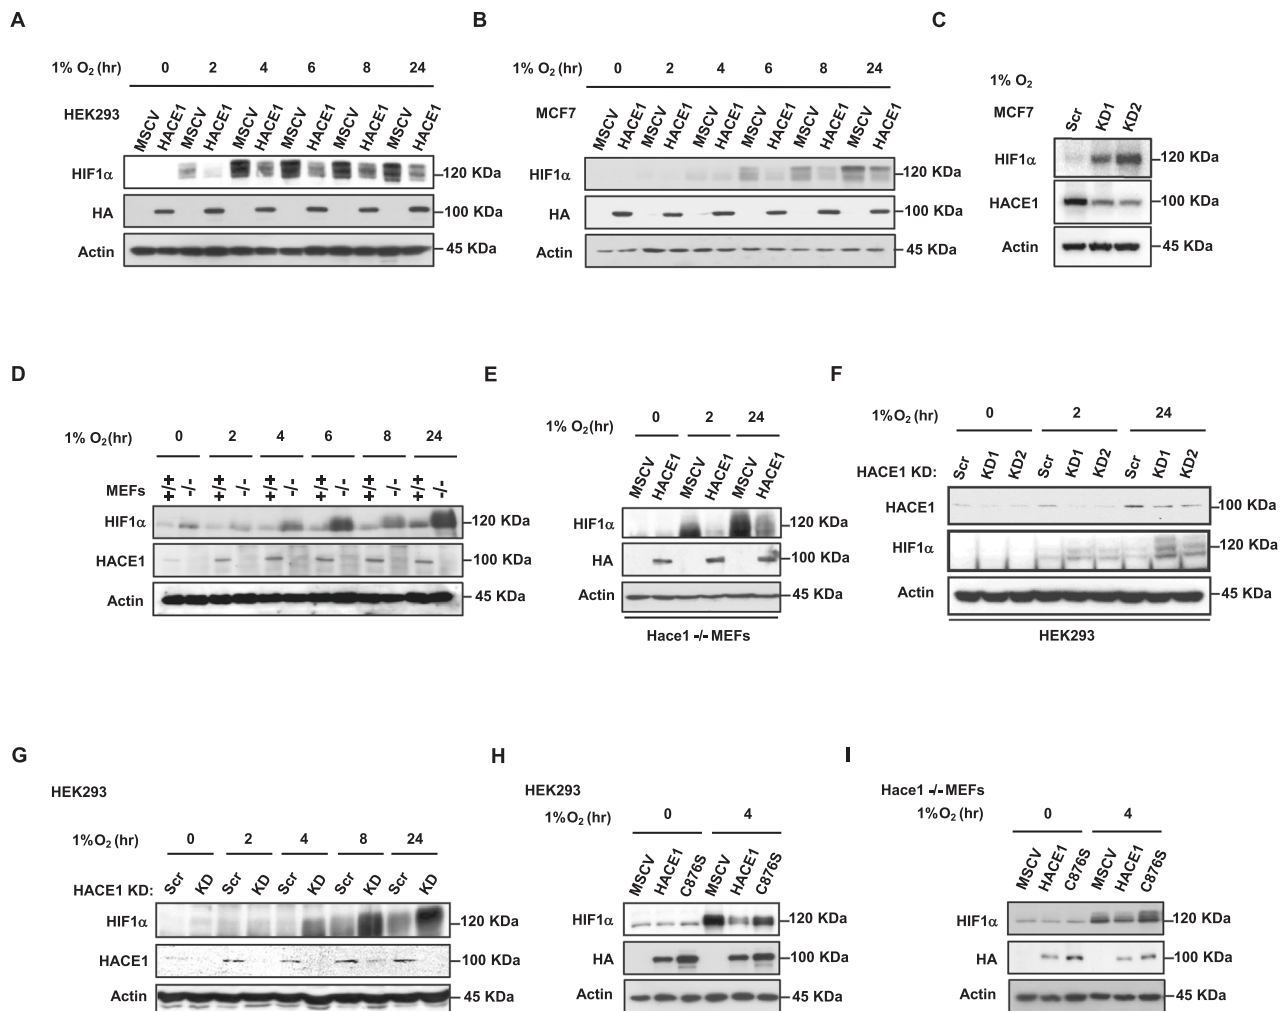 A
1% O2 (hr) 0 2 4 6 8 24
HEK293
MSCV HACE1 MSCV HACE1 MSCV HACE1 MSCV HACE1 MSCV HACE1 MSCV HACE1
HIF1α 120 KDa
HA 100 KDa
Actin 45 KDa
B
1% O2 (hr) 0 2 4 6 8 24
MCF7
MSCV HACE1 MSCV HACE1 MSCV HACE1 MSCV HACE1 MSCV HACE1 MSCV HACE1
HIF1α 120 KDa
HA 100 KDa
Actin 45 KDa
C
1% O2
MCF7
Scr KD1 KD2
HIF1α 120 KDa
HACE1 100 KDa
Actin 45 KDa
D
1% O2(hr) 0 2 4 6 8 24
MEFs +/+ -/- +/+ -/- +/+ -/- +/+ -/- +/+ -/- +/+ -/-
HIF1α 120 KDa
HACE1 100 KDa
Actin 45 KDa
E
1% O2(hr) 0 2 24
MSCV HACE1 MSCV HACE1 MSCV HACE1
HIF1α 120 KDa
HA 100 KDa
Actin 45 KDa
Hace1 -/- MEFs
F
1%O2(hr) 0 2 24
HACE1 KD: Scr KD1 KD2 Scr KD1 KD2 Scr KD1 KD2
HACE1 100 KDa
HIF1α 120 KDa
Actin 45 KDa
HEK293
G
HEK293
1%O2 (hr) 0 2 4 8 24
HACE1 KD: Scr KD Scr KD Scr KD Scr KD Scr KD
HIF1α 120 KDa
HACE1 100 KDa
Actin 45 KDa
H
HEK293
1%O2 (hr) 0 4
MSCV HACE1 C876S MSCV HACE1 C876S
HIF1α 120 KDa
HA 100 KDa
Actin 45 KDa
I
Hace1 -/- MEFs
1%O2 (hr) 0 4
MSCV HACE1 C876S MSCV HACE1 C876S
HIF1α 120 KDa
HA 100 KDa
Actin 45 KDa